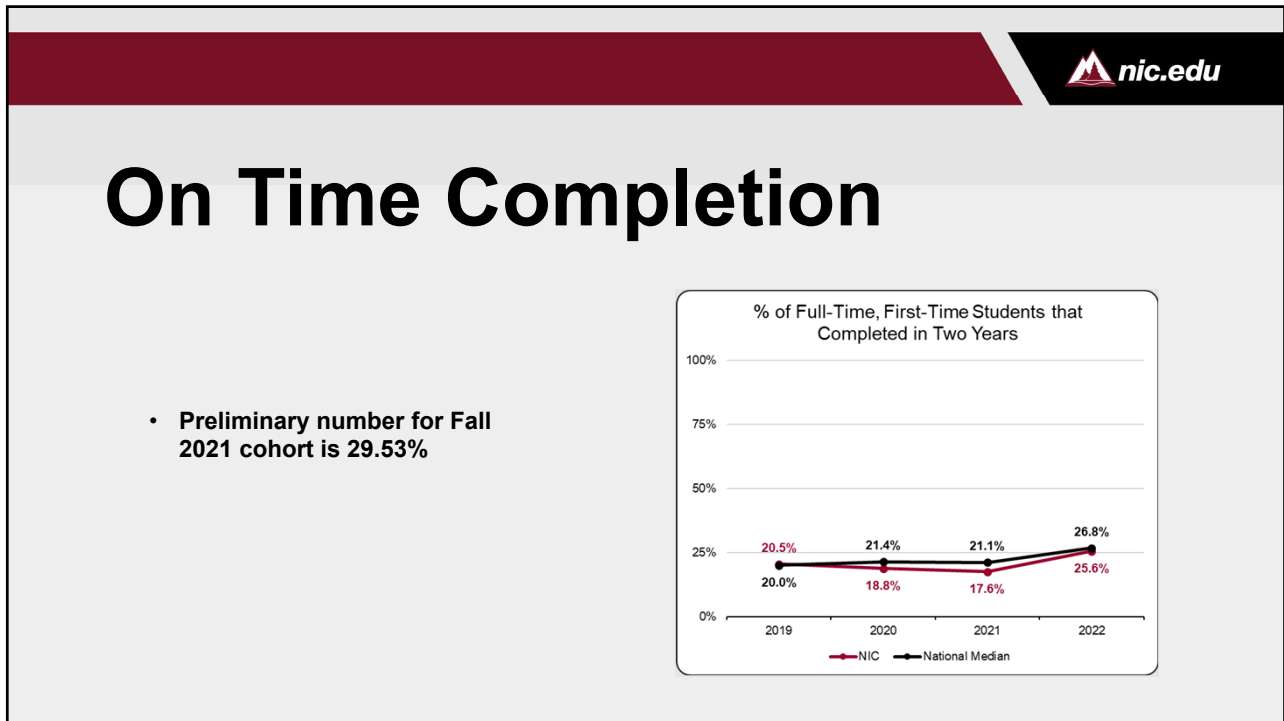 nic.edu
On Time Completion
• Preliminary number for Fall
2021 cohort is 29.53%
% of Full-Time, First-Time Students that
Completed in Two Years
100%
75%
50%
25%
0%
20.5%
21.4%
21.1%
26.8%
20.0%
18.8%
17.6%
25.6%
2019
2020
2021
2022
NIC
National Median